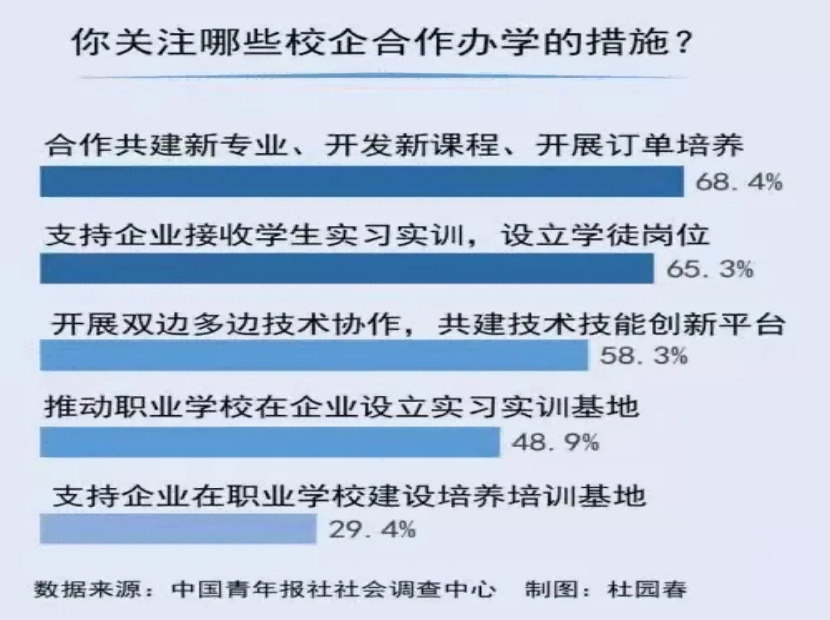 你关注哪些校企合作办学的措施?
合作共建新专业、开发新课程、开展订单培养
68.4%
支持企业接收学生实习实训，设立学徒岗位
65.3%
开展双边多边技术协作，共建技术技能创新平台
58.3%
推动职业学校在企业设立实习实训基地
48.9%
支持企业在职业学校建设培养培训基地
29.4%
数据来源：中国青年报社社会调查中心 制图：杜园春